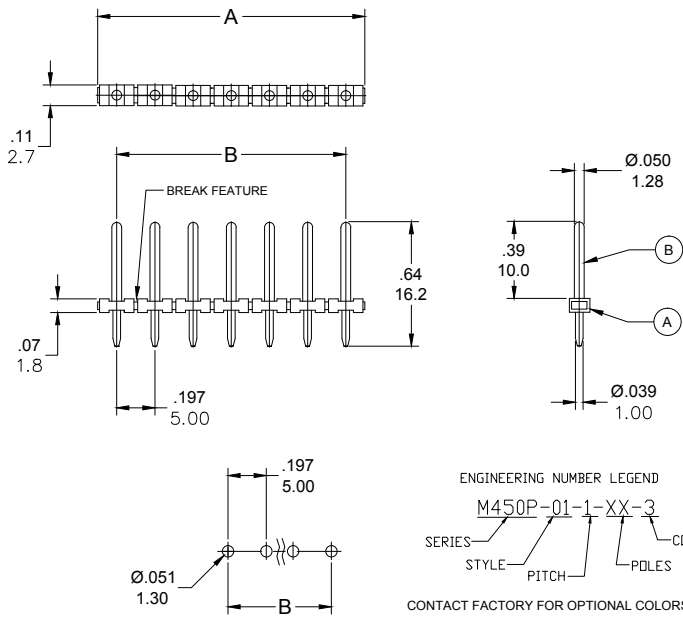 A
.11
2.7
B
BREAK FEATURE
.64
16.2
.07
1.8
.197
5.00
Ø.050
1.28
.39
10.0
B
A
Ø.039
1.00
.197
5.00
Ø.051
1.30
B
ENGINEERING NUMBER LEGEND
M450P-01-1-XX-3
SERIES
STYLE
PITCH
POLES
CONTACT FACTORY FOR OPTIONAL COLORS